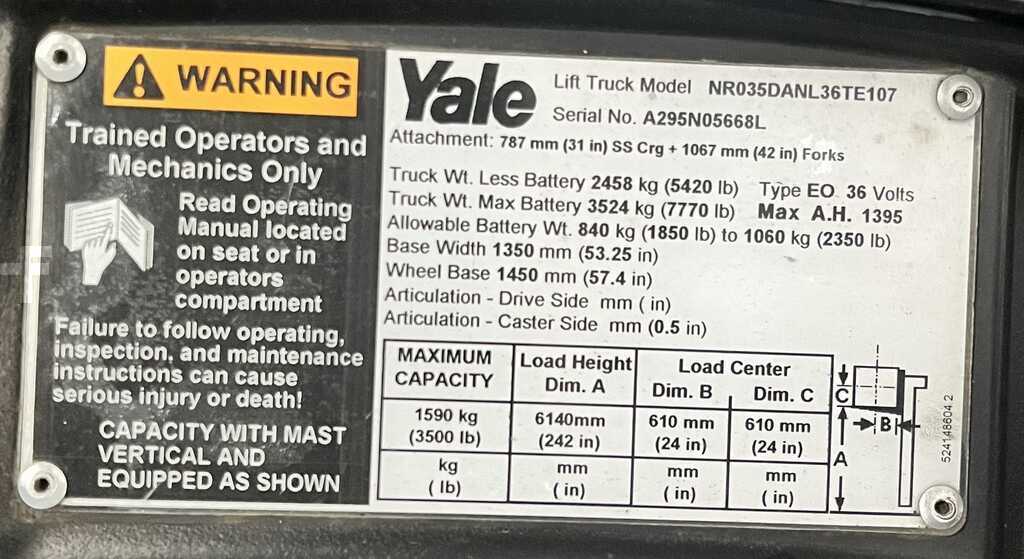 WARNING
Trained Operators and
Mechanics Only
Read Operating
Manual located
on seat or in
operators
compartment
Failure to follow operating,
inspection, and maintenance
instructions can cause
serious injury or death!
CAPACITY WITH MAST
VERTICAL AND
EQUIPPED AS SHOWN
Yale
Lift Truck Model NR035DANL36TE107
Serial No. A295N05668L
Attachment: 787 mm (31 in) SS Crg + 1067 mm (42 in) Forks
Truck Wt. Less Battery 2458 kg (5420 lb) Type EO 36 Volts
Truck Wt. Max Battery 3524 kg (7770 lb) Max A.H. 1395
Allowable Battery Wt. 840 kg (1850 lb) to 1060 kg (2350 lb)
Base Width 1350 mm (53.25 in)
Wheel Base 1450 mm (57.4 in)
Articulation - Drive Side mm ( in)
Articulation - Caster Side mm (0.5 in)
MAXIMUM CAPACITY Load Height Dim. A Load Center Dim. B Dim. C
1590 kg 6140mm 610 mm 610 mm
(3500 lb) (242 in) (24 in) (24 in)
kg mm mm mm
( lb) ( in) ( in) ( in)
C
B
A
524148604 2
-F